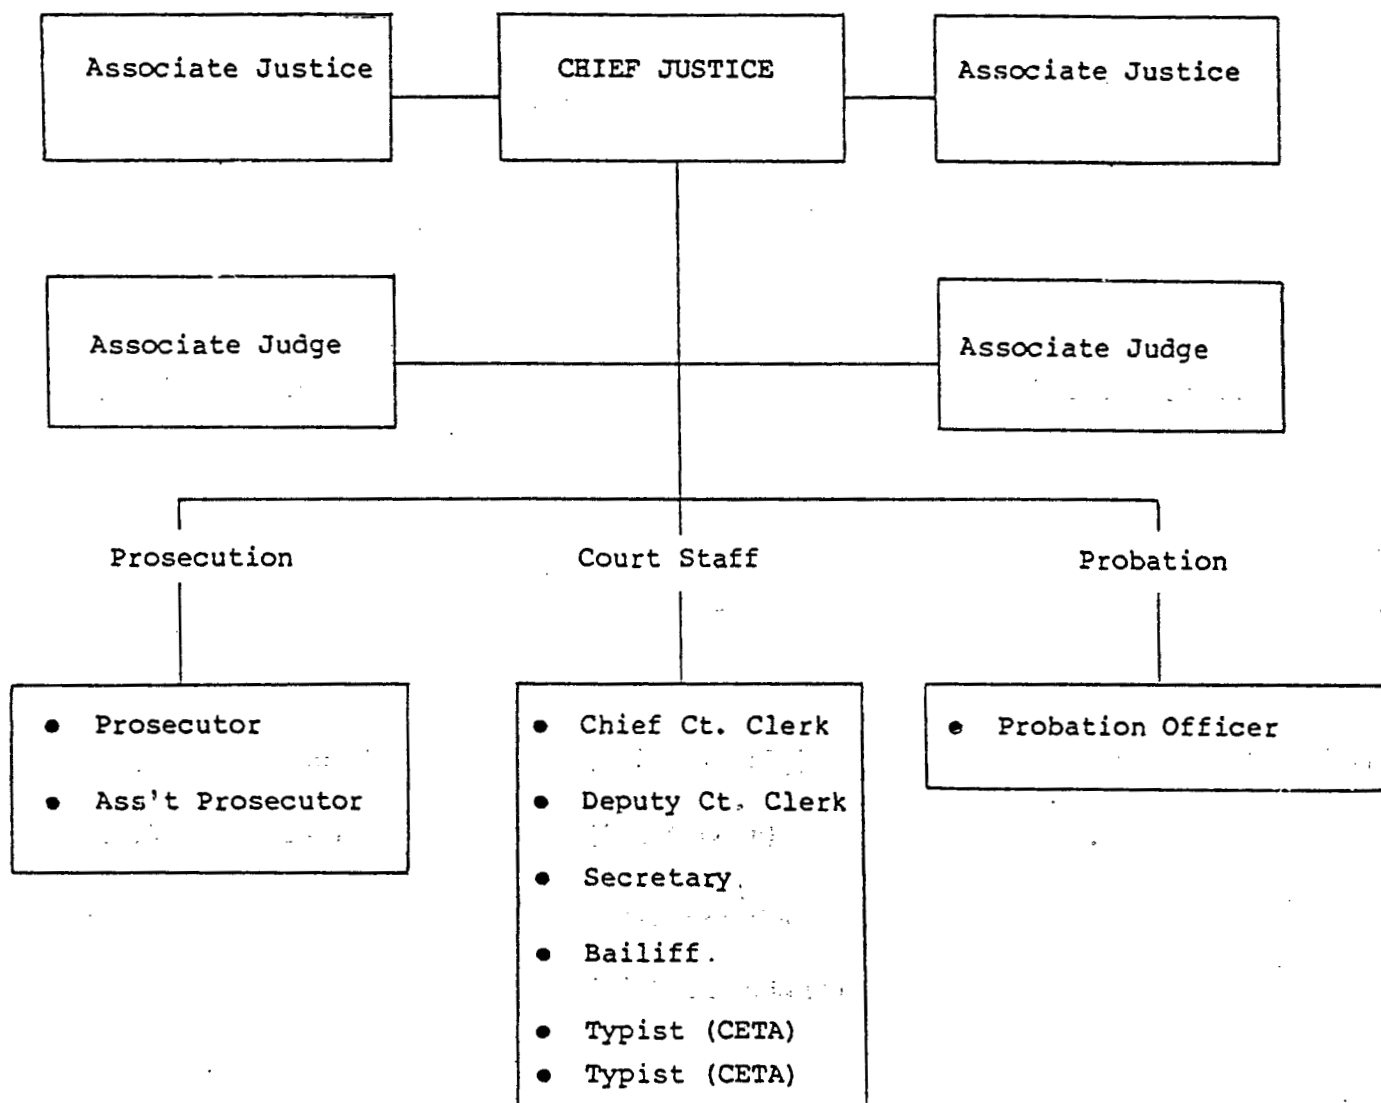 Associate Justice
CHIEF JUSTICE
Associate Justice
Associate Judge
Associate Judge
Prosecution
Court Staff
Probation
• Prosecutor
• Ass't Prosecutor
• Chief Ct. Clerk
• Deputy Ct. Clerk
• Secretary
• Bailiff.
• Typist (CETA)
• Typist (CETA)
• Probation Officer